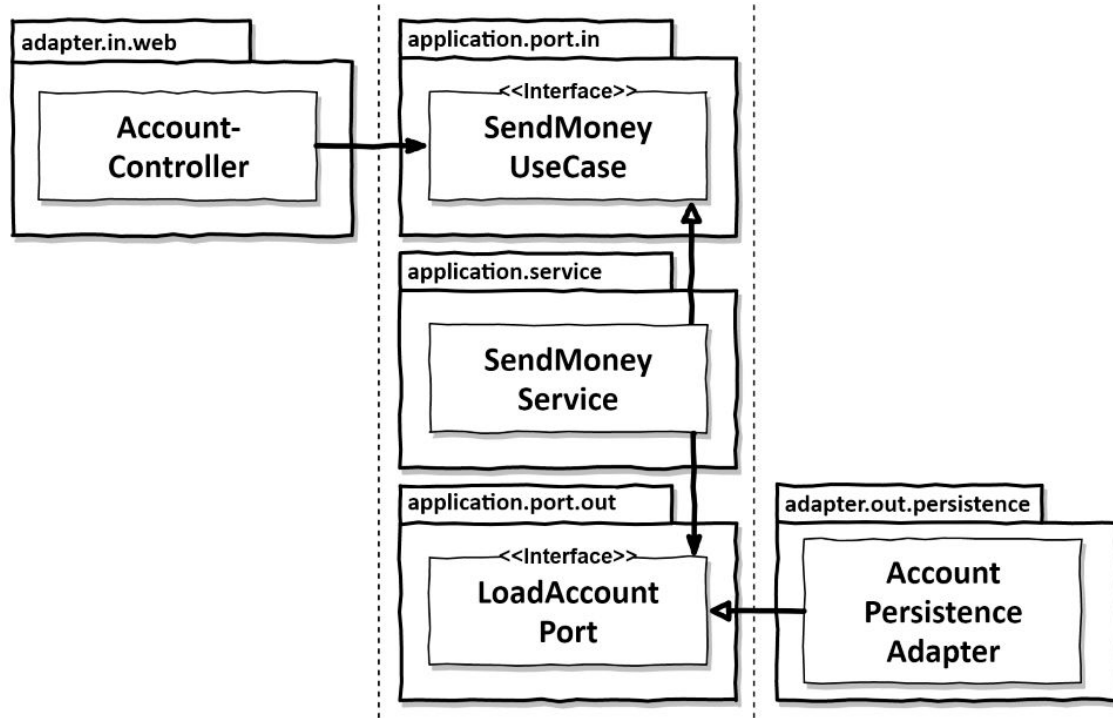 adapter.in.web
Account-
Controller
application.port.in
<<Interface>>
SendMoney
UseCase
application.service
SendMoney
Service
application.port.out
<<Interface>>
LoadAccount
Port
adapter.out.persistence
Account
Persistence
Adapter